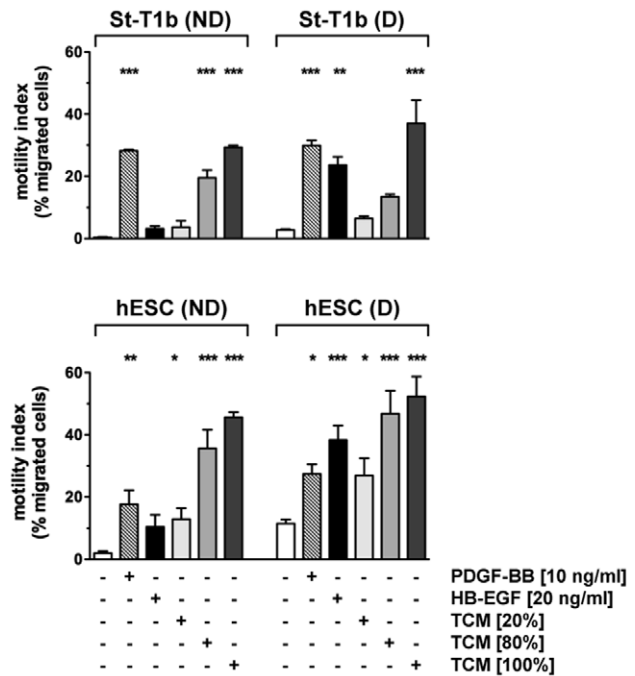 St-T1b (ND) St-T1b (D)
motility index
(% migrated cells)
60
40
20
0
*** *** *** *** ** ***
hESC (ND) hESC (D)
motility index
(% migrated cells)
60
40
20
0
** * *** *** * *** * *** ***
- + - - - - - + - - - - PDGF-BB [10 ng/ml]
- - + - - - - - + - - - HB-EGF [20 ng/ml]
- - - + - - - - - + - - TCM [20%]
- - - - + - - - - - + - TCM [80%]
- - - - - + - - - - - + TCM [100%]